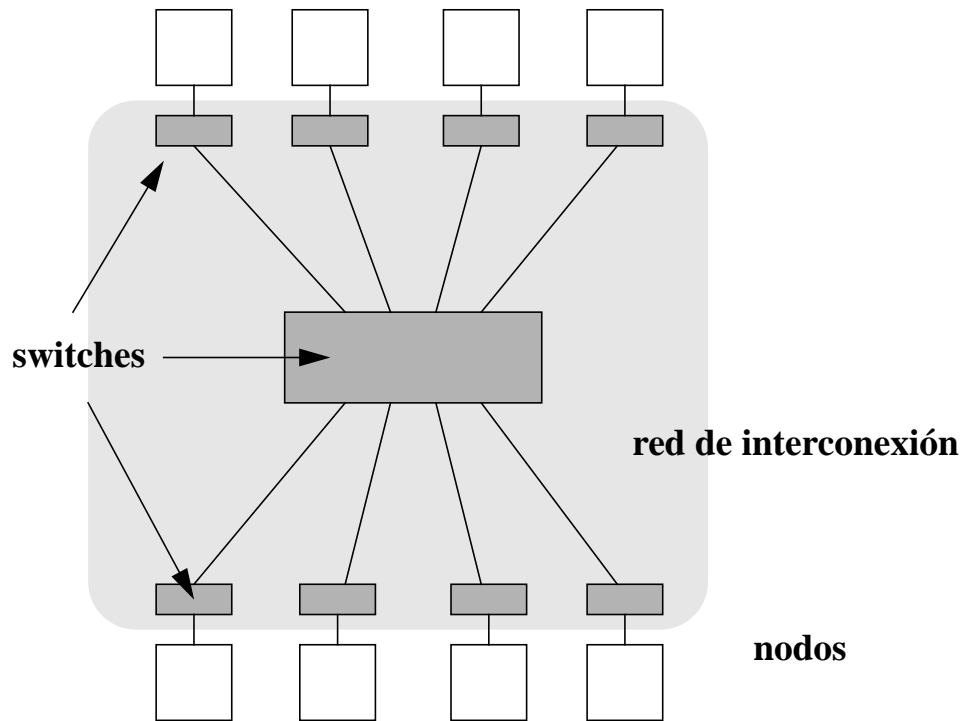 switches
red de interconexión
nodos